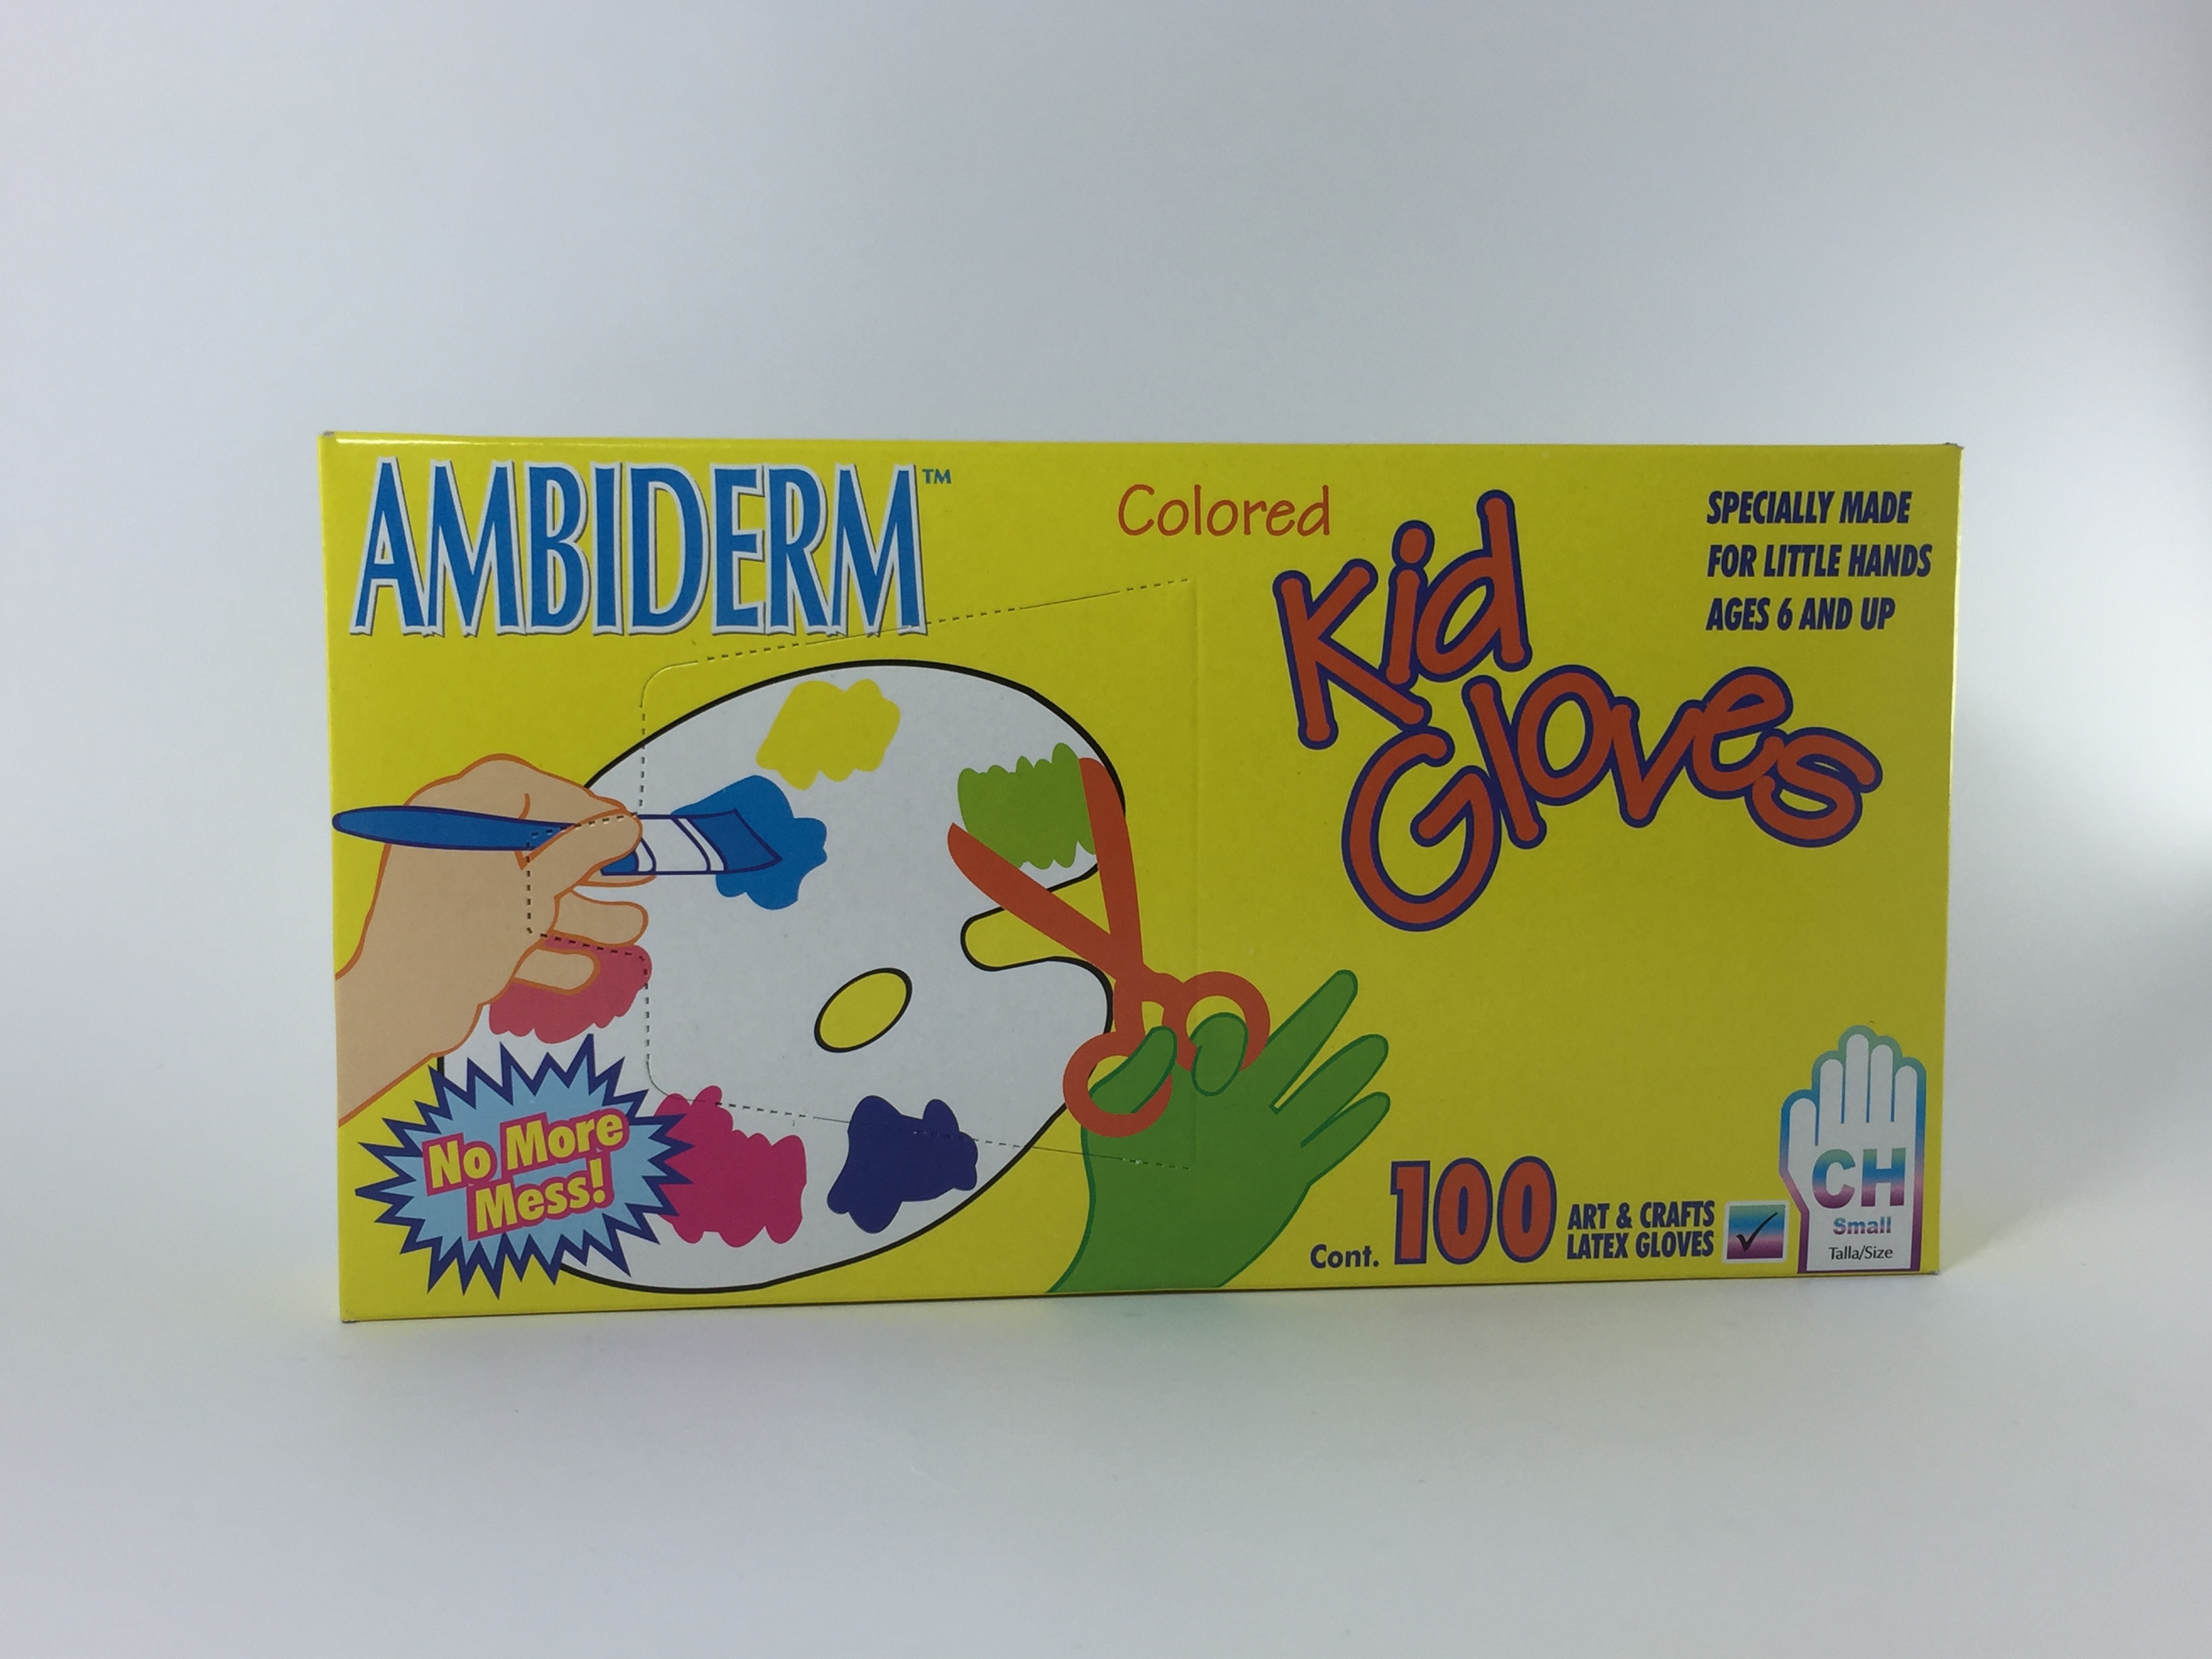 AMBIDERM™
Colored
Kid
Gloves
SPECIALLY MADE
FOR LITTLE HANDS
AGES 6 AND UP
No More
Mess!
Cont. 100 ART & CRAFTS
LATEX GLOVES
CH
Small
Talla/Size